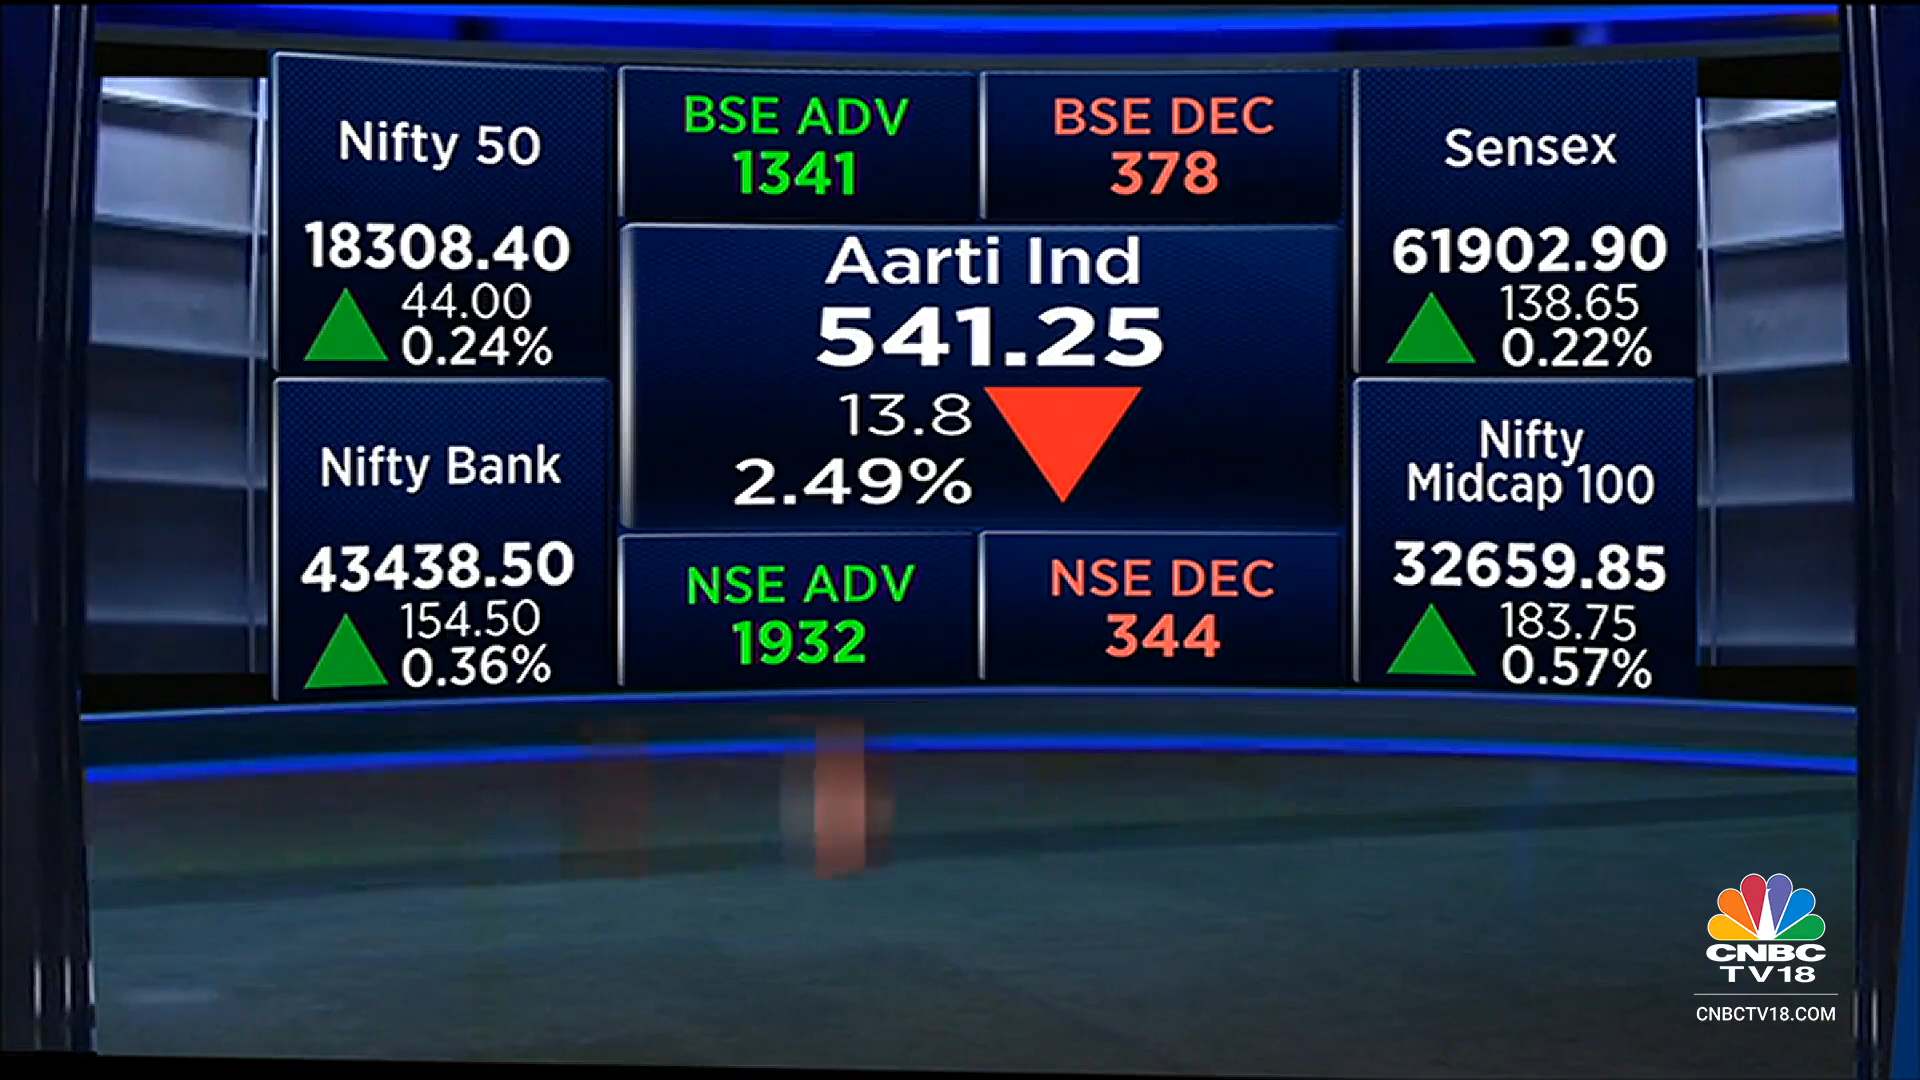 Nifty 50
18308.40
44.00
0.24%
BSE ADV
1341
BSE DEC
378
Sensex
61902.90
138.65
0.22%
Aarti Ind
541.25
13.8
2.49%
Nifty Bank
43438.50
154.50
0.36%
NSE ADV
1932
NSE DEC
344
Nifty
Midcap 100
32659.85
183.75
0.57%
CNBC
TV18
CNBCTV18.COM